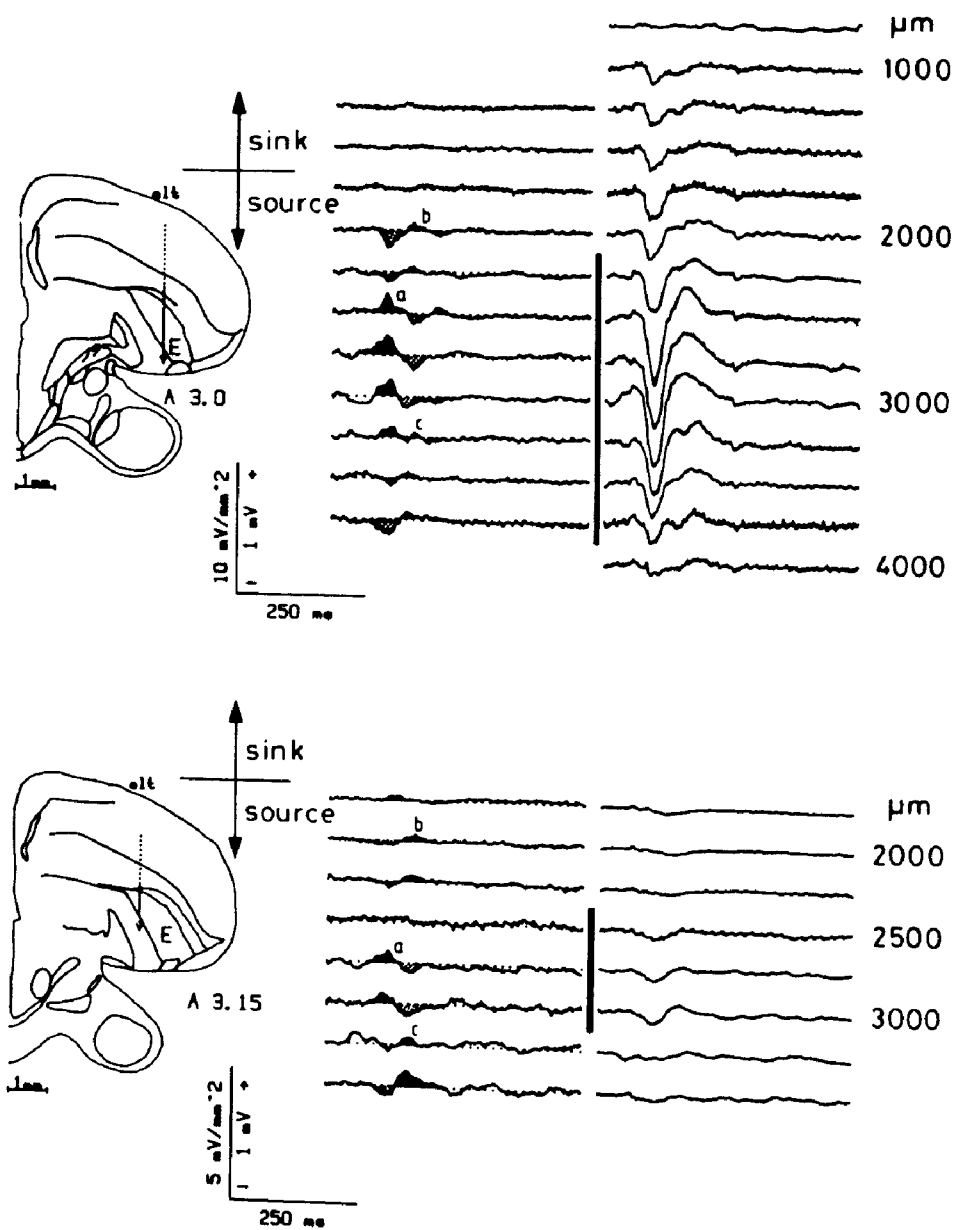 µm
1000
sink
source
elt
b
2000
a
E
A 3.0
3000
c
1mm
10 mV/mm^2
+
1 mV
-
4000
250 ms
sink
elt
source
µm
b
2000
E
2500
a
A 3.15
3000
c
1mm
5 mV/mm^2
+
1 mV
-
250 ms